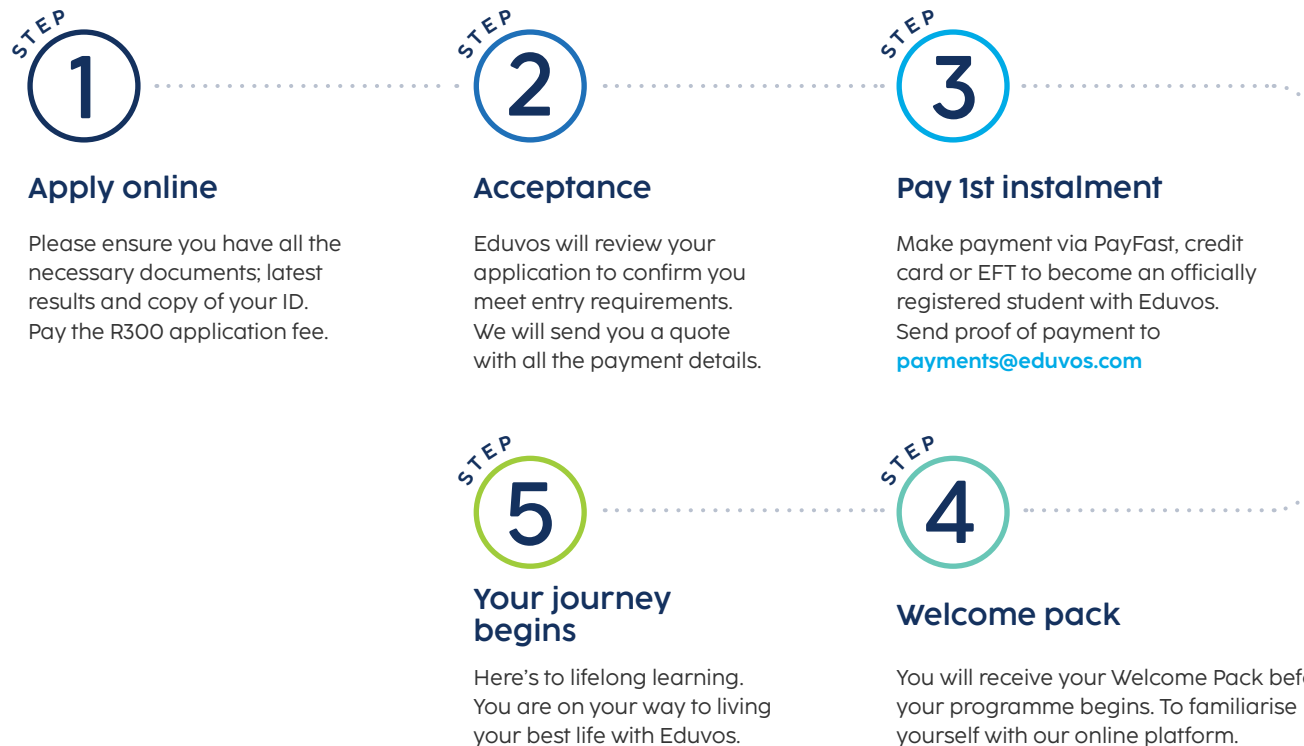 STEP
1
Apply online
Please ensure you have all the
necessary documents; latest
results and copy of your ID.
Pay the R300 application fee.
STEP
2
Acceptance
Eduvos will review your
application to confirm you
meet entry requirements.
We will send you a quote
with all the payment details.
STEP
3
Pay 1st instalment
Make payment via PayFast, credit
card or EFT to become an officially
registered student with Eduvos.
Send proof of payment to
payments@eduvos.com
STEP
4
Welcome pack
You will receive your Welcome Pack
your programme begins. To familiarise
yourself with our online platform.
STEP
5
Your journey
begins
Here's to lifelong learning.
You are on your way to living
your best life with Eduvos.